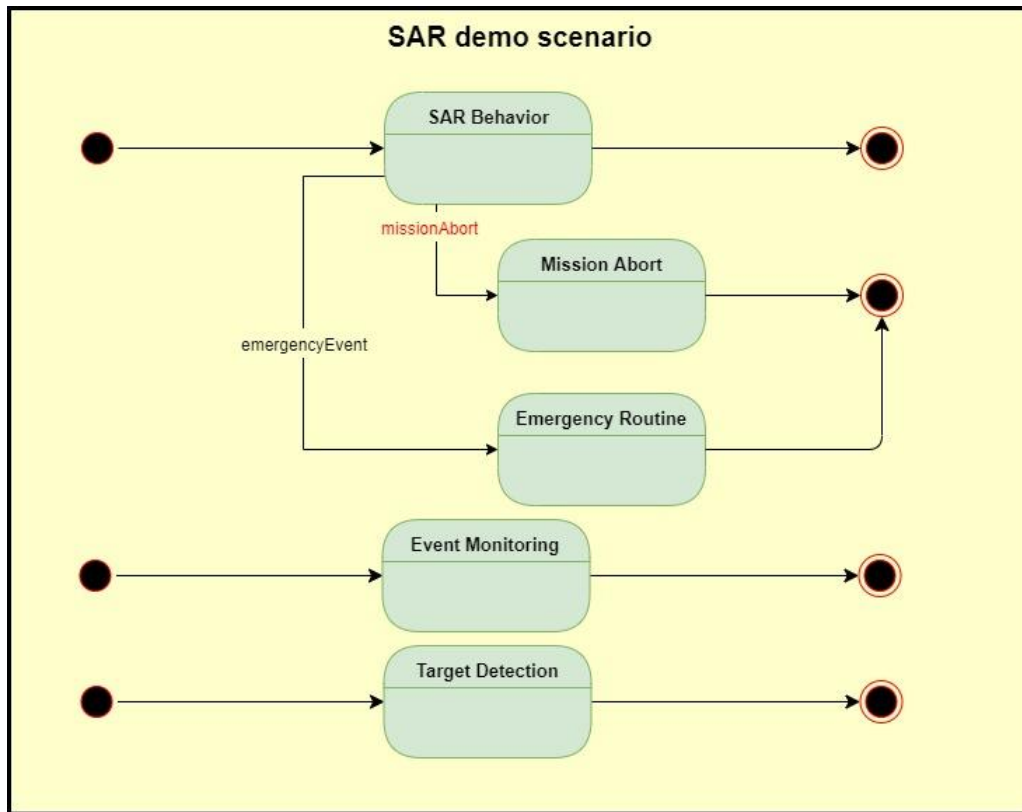 SAR demo scenario
SAR Behavior
missionAbort
Mission Abort
emergencyEvent
Emergency Routine
Event Monitoring
Target Detection